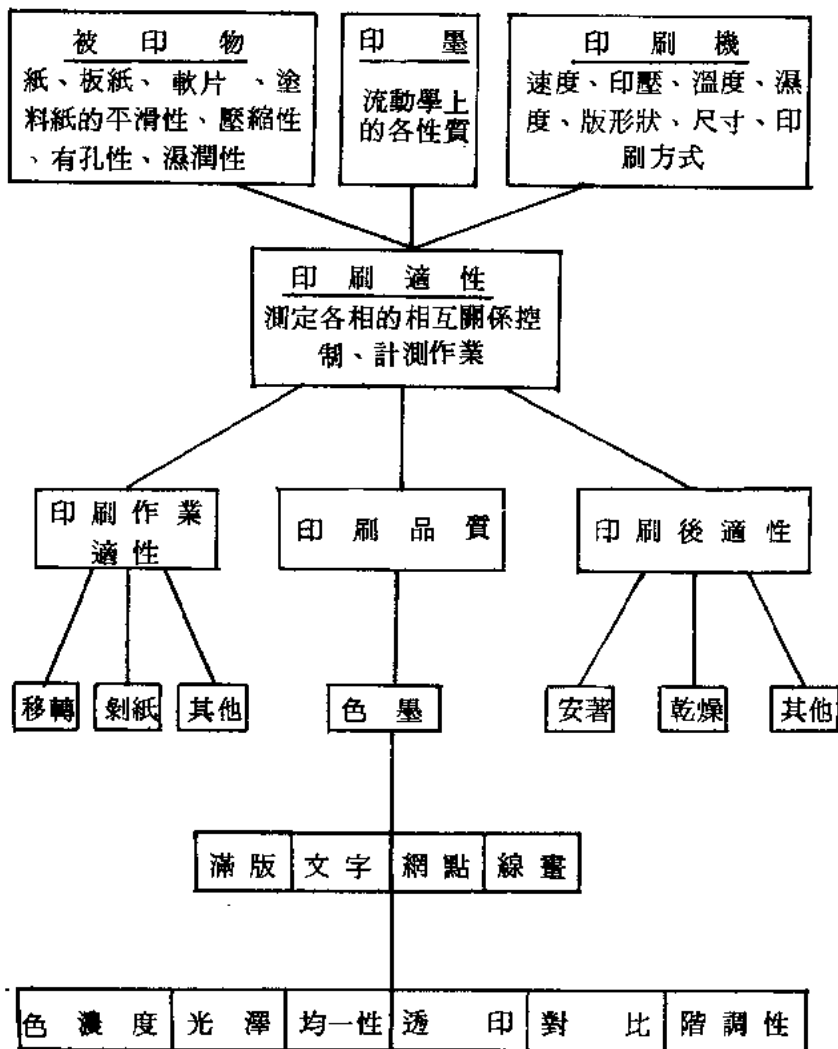 被印物
紙、板紙、軟片、塗
料紙的平滑性、壓縮性
、有孔性、濕潤性
印墨
流動學上
的各性質
印刷機
速度、印壓、溫度、濕
度、版形狀、尺寸、印
刷方式
印刷適性
測定各相的相互關係控
制、計測作業
印刷作業
適性
印刷品質
印刷後適性
移轉
剝紙
其他
色墨
安著
乾燥
其他
滿版
文字
網點
線畫
色濃度
光澤
均一性
透印
對比
階調性